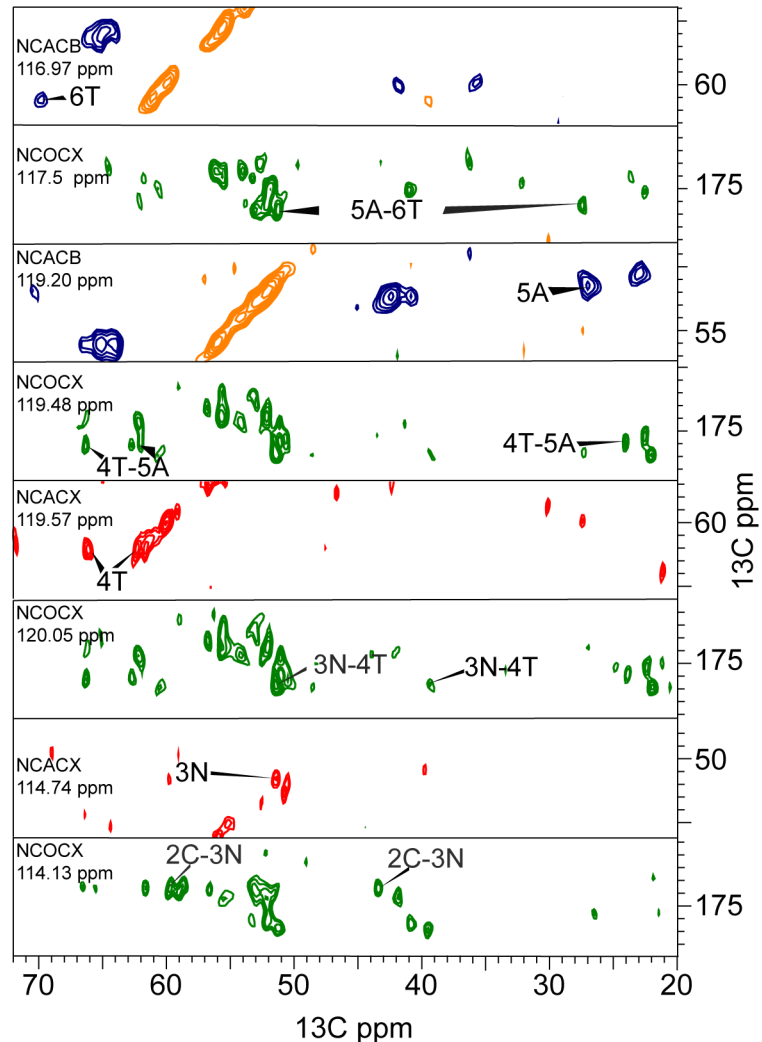 NCACB
116.97 ppm
6T
60
NCOCX
117.5 ppm
5A-6T
175
NCACB
119.20 ppm
5A
55
NCOCX
119.48 ppm
4T-5A
4T-5A
175
NCACX
119.57 ppm
4T
60
13C ppm
NCOCX
120.05 ppm
3N-4T
3N-4T
175
NCACX
114.74 ppm
3N
50
NCOCX
114.13 ppm
2C-3N
2C-3N
175
70 60 50 40 30 20
13C ppm